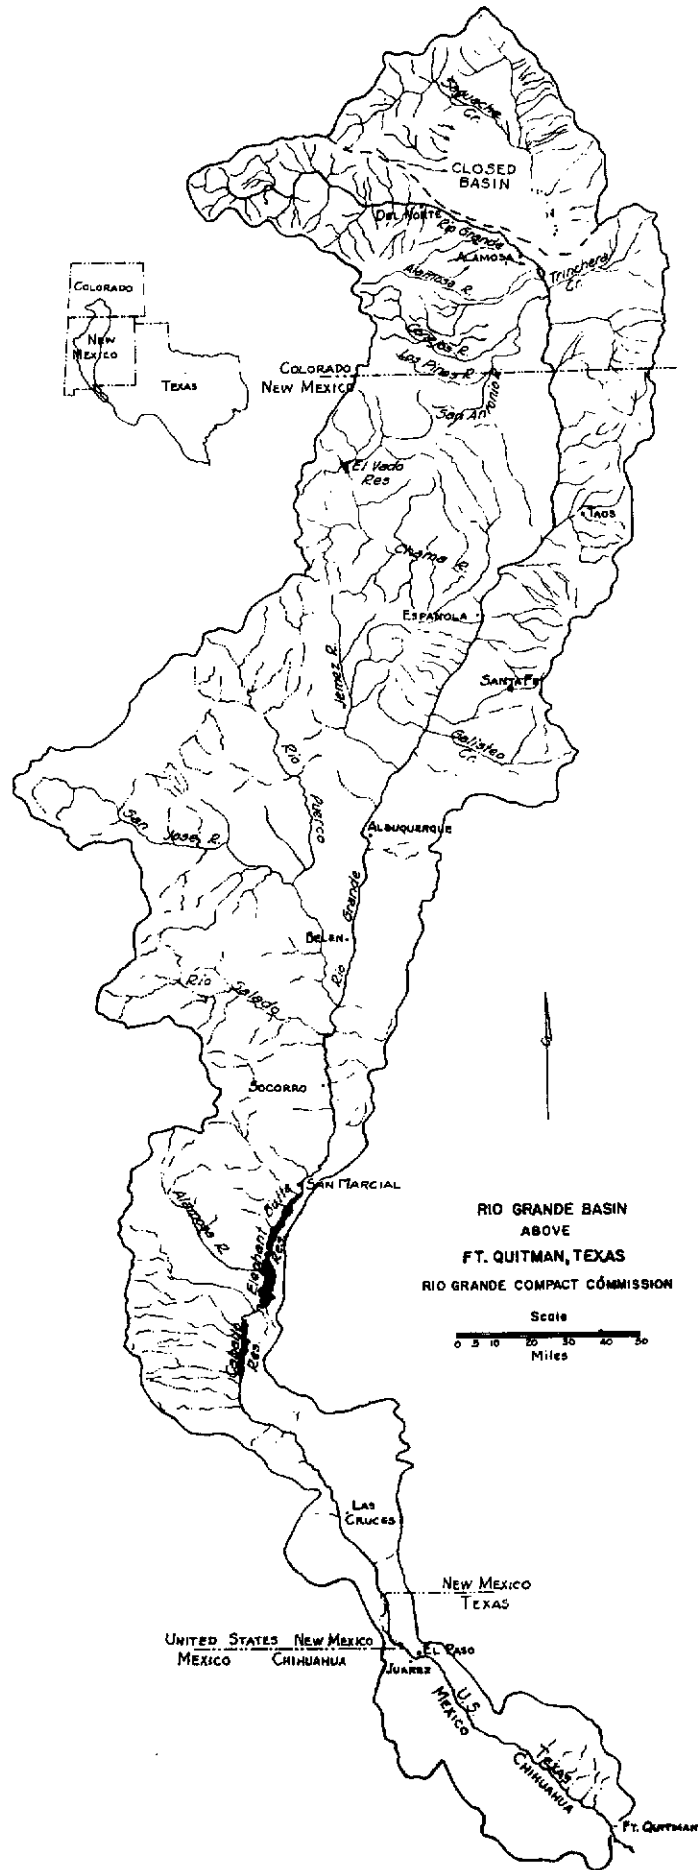 Saguache
Cr.
CLOSED
BASIN
DEL NORTE
Rio Grande
ALAMOSA
Trinchera
Cr.
Alamosa R.
Conejos R.
Los Pinos R.
COLORADO
NEW MEXICO
San Antonio R.
COLORADO
NEW
MEXICO
TEXAS
El Vado
Res
TAOS
Chama R.
ESPAÑOLA
Jemez R.
SANTA FE
Galisteo
Cr.
Rio
Puerco
San
Jose R.
ALBUQUERQUE
Rio Grande
BELEN
Rio Salado
SOCORRO
SAN MARCIAL
Alamosa R.
Elephant Butte
Res.
Caballo
Res.
RIO GRANDE BASIN
ABOVE
FT. QUITMAN, TEXAS
RIO GRANDE COMPACT COMMISSION
Scale
0 5 10 20 30 40 50
Miles
LAS
CRUCES
NEW MEXICO
TEXAS
UNITED STATES NEW MEXICO
MEXICO CHIHUAHUA
EL PASO
JUAREZ
U.S.
MEXICO
TEXAS
CHIHUAHUA
FT. QUITMAN